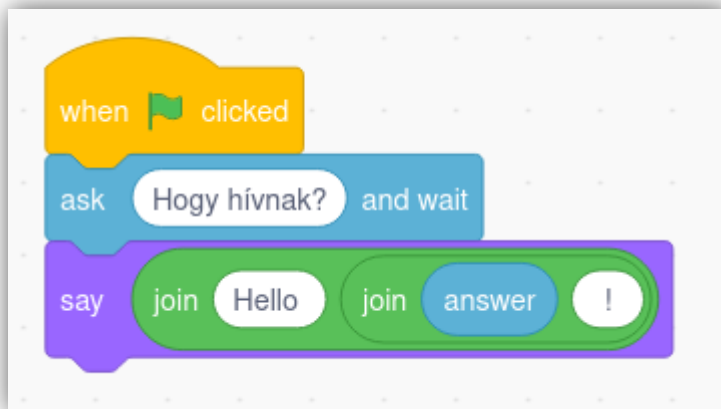 when clicked
ask Hogy hívnak? and wait
say join Hello join answer !